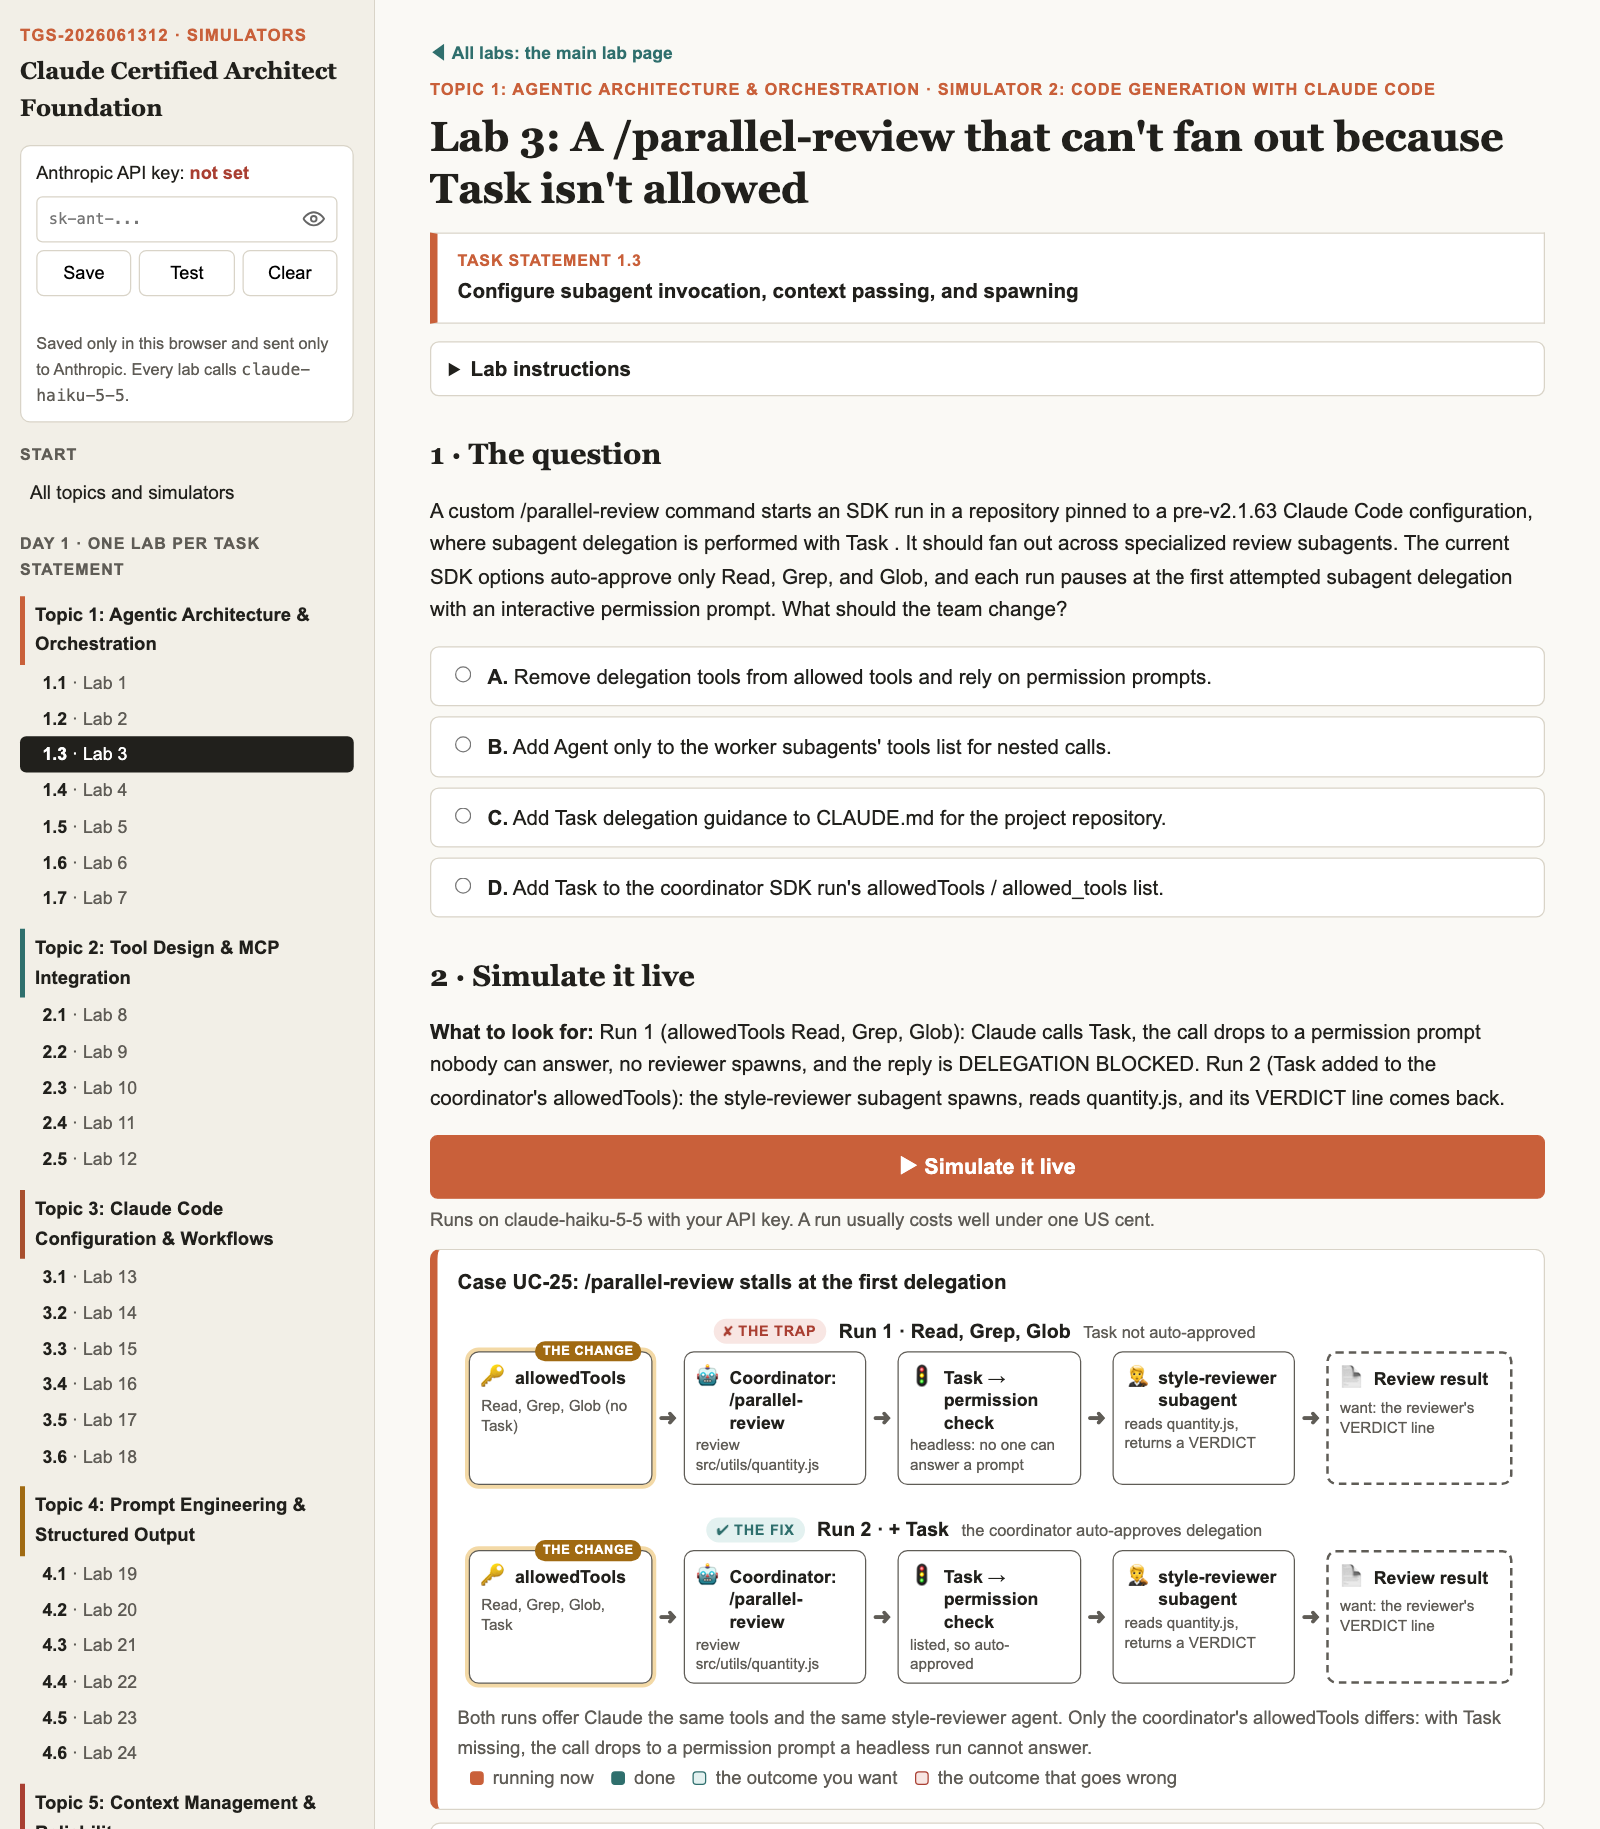 TGS-2026061312 · SIMULATORS
Claude Certified Architect
Foundation
Anthropic API key: not set
sk-ant-...
Save
Test
Clear
Saved only in this browser and sent only
to Anthropic. Every lab calls claude-
haiku-5-5.
START
All topics and simulators
DAY 1 · ONE LAB PER TASK
STATEMENT
Topic 1: Agentic Architecture &
Orchestration
1.1 · Lab 1
1.2 · Lab 2
1.3 · Lab 3
1.4 · Lab 4
1.5 · Lab 5
1.6 · Lab 6
1.7 · Lab 7
Topic 2: Tool Design & MCP
Integration
2.1 · Lab 8
2.2 · Lab 9
2.3 · Lab 10
2.4 · Lab 11
2.5 · Lab 12
Topic 3: Claude Code
Configuration & Workflows
3.1 · Lab 13
3.2 · Lab 14
3.3 · Lab 15
3.4 · Lab 16
3.5 · Lab 17
3.6 · Lab 18
Topic 4: Prompt Engineering &
Structured Output
4.1 · Lab 19
4.2 · Lab 20
4.3 · Lab 21
4.4 · Lab 22
4.5 · Lab 23
4.6 · Lab 24
Topic 5: Context Management &
◀ All labs: the main lab page
TOPIC 1: AGENTIC ARCHITECTURE & ORCHESTRATION · SIMULATOR 2: CODE GENERATION WITH CLAUDE CODE
Lab 3: A /parallel-review that can't fan out because
Task isn't allowed
TASK STATEMENT 1.3
Configure subagent invocation, context passing, and spawning
▶ Lab instructions
1 · The question
A custom /parallel-review command starts an SDK run in a repository pinned to a pre-v2.1.63 Claude Code configuration,
where subagent delegation is performed with Task . It should fan out across specialized review subagents. The current
SDK options auto-approve only Read, Grep, and Glob, and each run pauses at the first attempted subagent delegation
with an interactive permission prompt. What should the team change?
A. Remove delegation tools from allowed tools and rely on permission prompts.
B. Add Agent only to the worker subagents' tools list for nested calls.
C. Add Task delegation guidance to CLAUDE.md for the project repository.
D. Add Task to the coordinator SDK run's allowedTools / allowed_tools list.
2 · Simulate it live
What to look for: Run 1 (allowedTools Read, Grep, Glob): Claude calls Task, the call drops to a permission prompt
nobody can answer, no reviewer spawns, and the reply is DELEGATION BLOCKED. Run 2 (Task added to the
coordinator's allowedTools): the style-reviewer subagent spawns, reads quantity.js, and its VERDICT line comes back.
▶ Simulate it live
Runs on claude-haiku-5-5 with your API key. A run usually costs well under one US cent.
Case UC-25: /parallel-review stalls at the first delegation
✘ THE TRAP Run 1 · Read, Grep, Glob Task not auto-approved
THE CHANGE
allowedTools
Read, Grep, Glob (no
Task)
➜
Coordinator:
/parallel-
review
review
src/utils/quantity.js
➜
Task →
permission
check
headless: no one can
answer a prompt
➜
style-reviewer
subagent
reads quantity.js,
returns a VERDICT
➜
Review result
want: the reviewer's
VERDICT line
✔ THE FIX Run 2 · + Task the coordinator auto-approves delegation
THE CHANGE
allowedTools
Read, Grep, Glob,
Task
➜
Coordinator:
/parallel-
review
review
src/utils/quantity.js
➜
Task →
permission
check
listed, so auto-
approved
➜
style-reviewer
subagent
reads quantity.js,
returns a VERDICT
➜
Review result
want: the reviewer's
VERDICT line
Both runs offer Claude the same tools and the same style-reviewer agent. Only the coordinator's allowedTools differs: with Task
missing, the call drops to a permission prompt a headless run cannot answer.
running now done the outcome you want the outcome that goes wrong